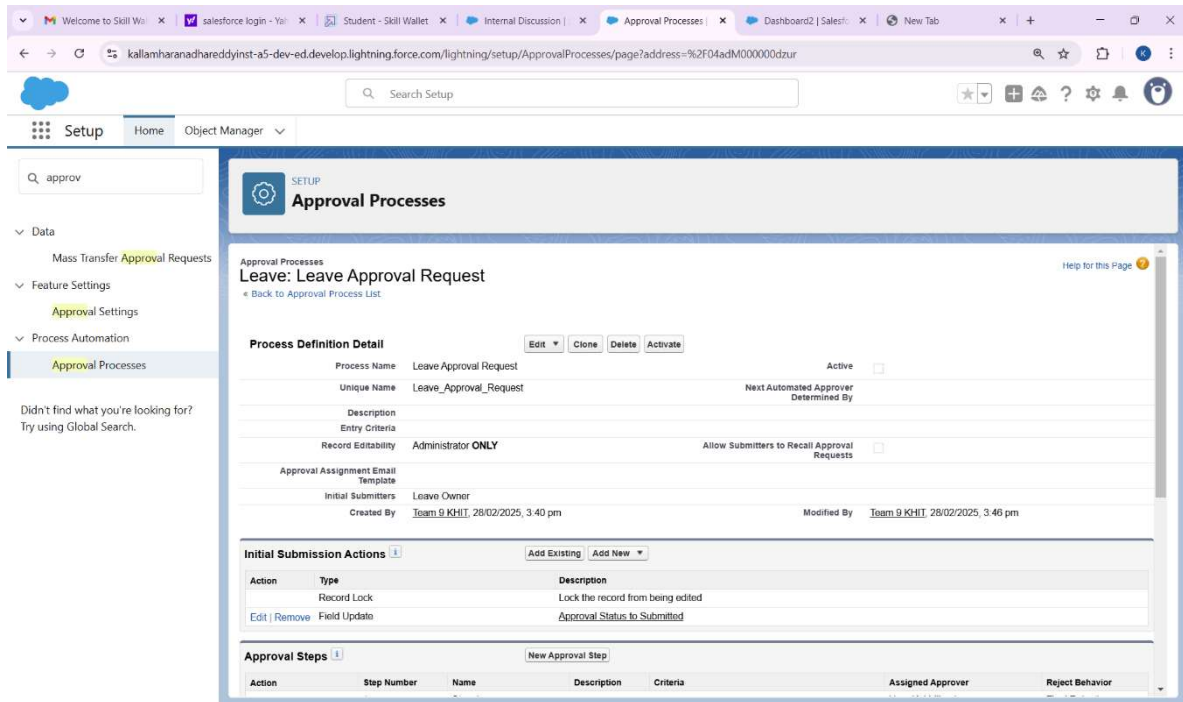 Welcome to Skill Wal
salesforce login - Yal
Student - Skill Wallet
Internal Discussion |
Approval Processes |
Dashboard2 | Salesfc
New Tab
kallamharanadhareddyinst-a5-dev-ed.develop.lightning.force.com/lightning/setup/ApprovalProcesses/page?address=%2F04adM000000dzur
K
Search Setup
Setup Home Object Manager
approv
SETUP
Approval Processes
Data
Mass Transfer Approval Requests
Feature Settings
Approval Settings
Process Automation
Approval Processes
Didn't find what you're looking for?
Try using Global Search.
Approval Processes
Leave: Leave Approval Request
Help for this Page
« Back to Approval Process List
Process Definition Detail Edit Clone Delete Activate
Process Name Leave Approval Request Active
Unique Name Leave_Approval_Request Next Automated Approver Determined By
Description
Entry Criteria
Record Editability Administrator ONLY Allow Submitters to Recall Approval Requests
Approval Assignment Email Template
Initial Submitters Leave Owner
Created By Team 9 KHIT, 28/02/2025, 3:40 pm Modified By Team 9 KHIT, 28/02/2025, 3:46 pm
Initial Submission Actions Add Existing Add New
Action Type Description
Record Lock Lock the record from being edited
Edit | Remove Field Update Approval Status to Submitted
Approval Steps New Approval Step
Action Step Number Name Description Criteria Assigned Approver Reject Behavior